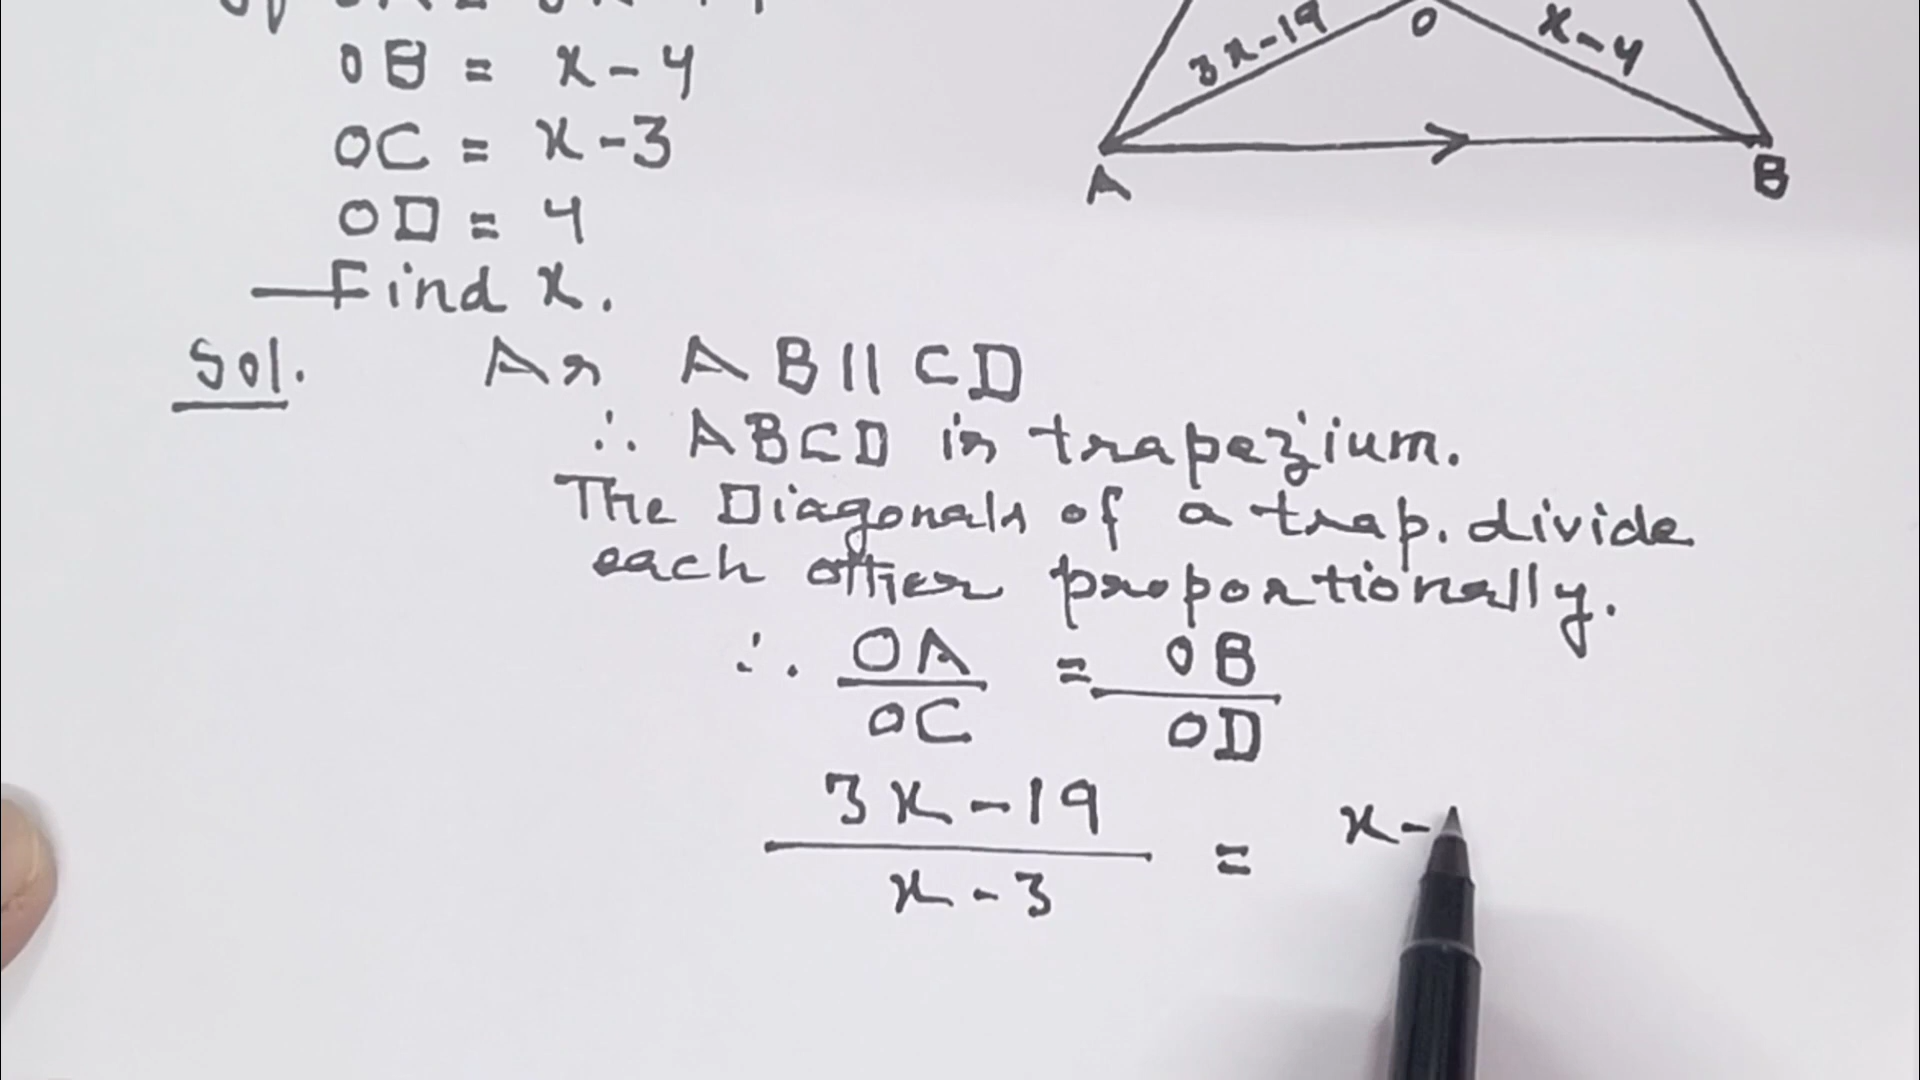 3x-19
O
x-4
OB = x-4
OC = x-3
A
B
OD = 4
Find x.
Sol. As AB || CD
∴ ABCD is trapezium.
The Diagonals of a trap. divide
each other proportionally.
∴ OA/OC = OB/OD
3x-19/x-3 = x-